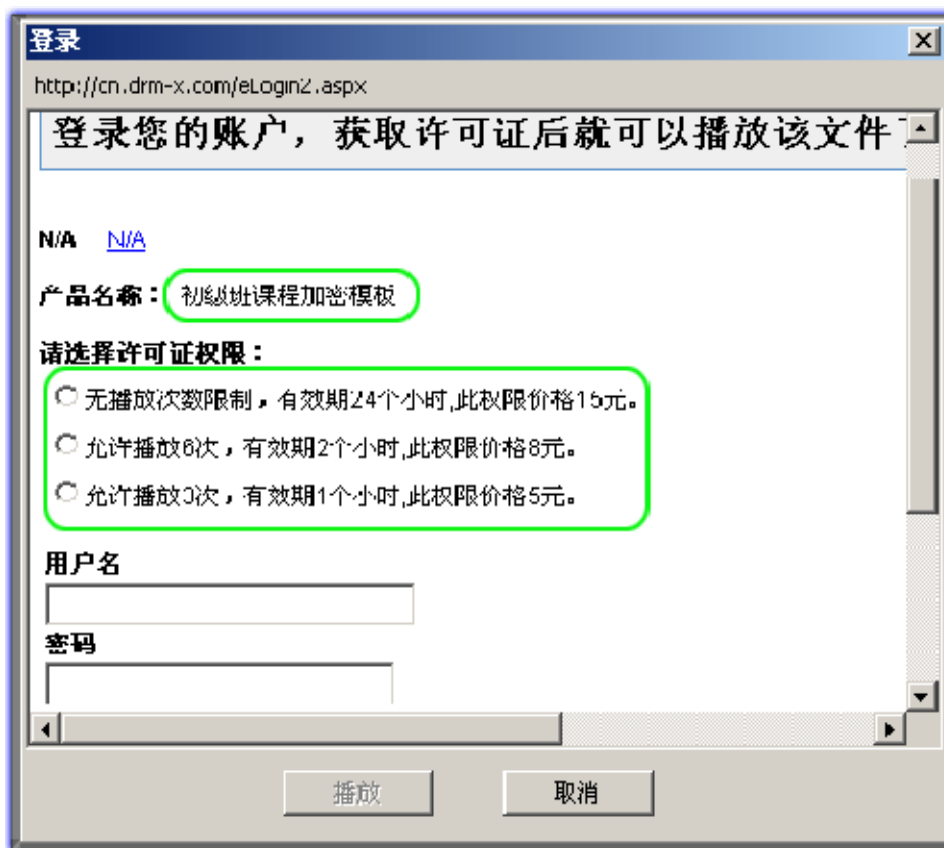 登录
http://cn.drm-x.com/eLogin2.aspx
登录您的账户，获取许可证后就可以播放该文件
N/A N/A
产品名称：初级班课程加密模板
请选择许可证权限：
无播放次数限制，有效期24个小时,此权限价格15元。
允许播放6次，有效期2个小时,此权限价格8元。
允许播放3次，有效期1个小时,此权限价格5元。
用户名
密码
播放 取消